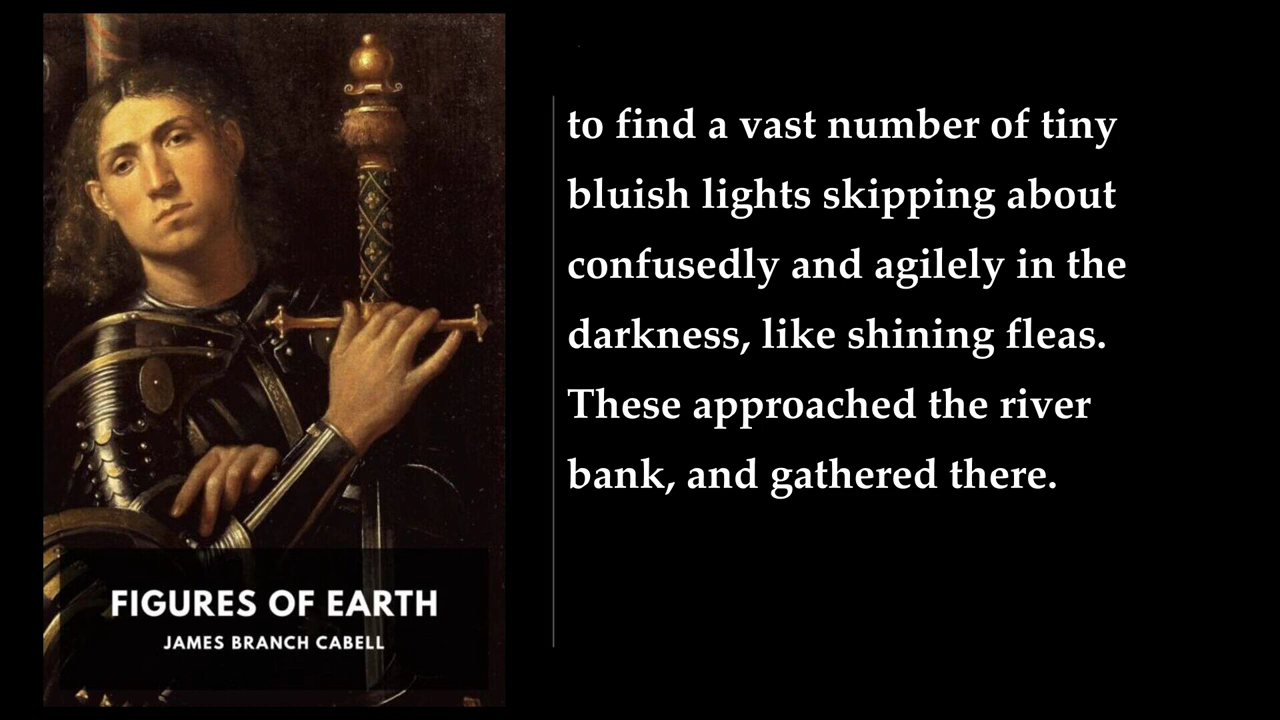 to find a vast number of tiny
bluish lights skipping about
confusedly and agilely in the
darkness, like shining fleas.
These approached the river
bank, and gathered there.
FIGURES OF EARTH
JAMES BRANCH CABELL